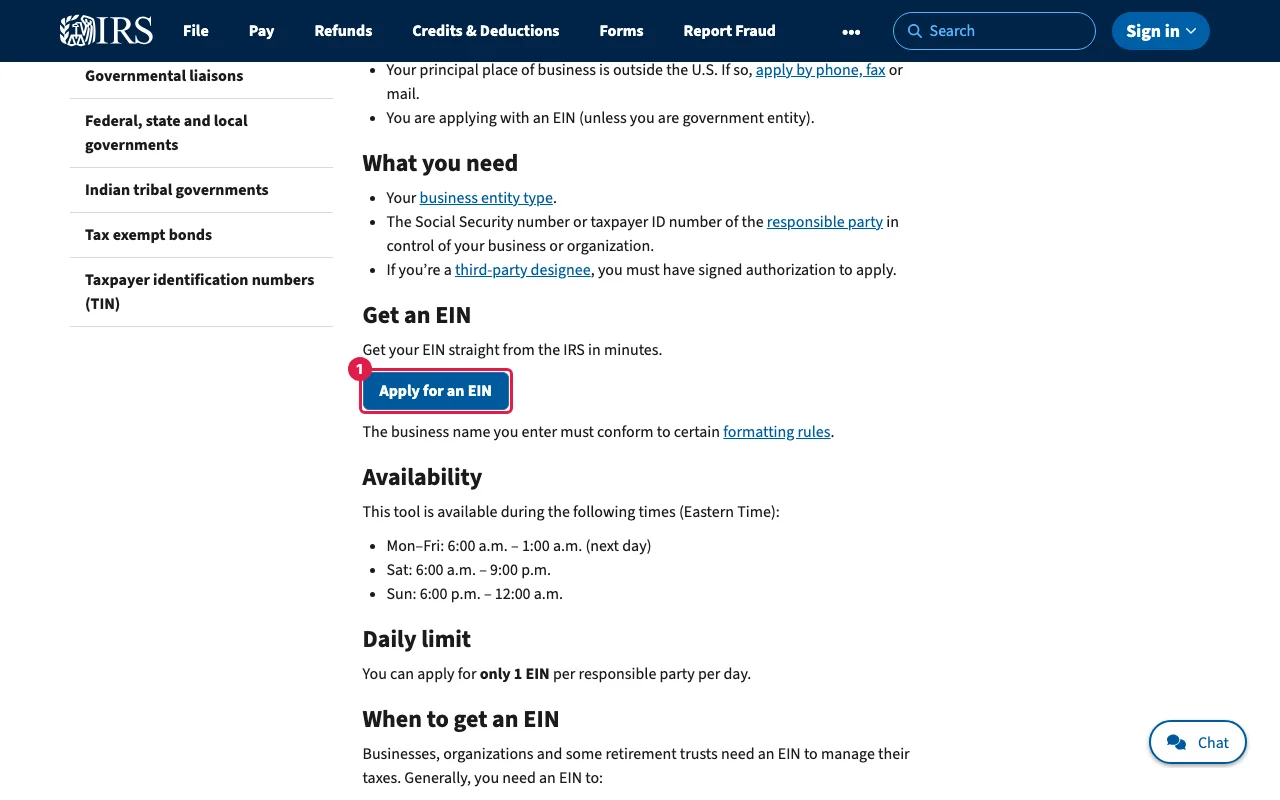 IRS
File
Pay
Refunds
Credits & Deductions
Forms
Report Fraud
•••
Search
Sign in
Governmental liaisons
Federal, state and local
governments
Indian tribal governments
Tax exempt bonds
Taxpayer identification numbers
(TIN)
• Your principal place of business is outside the U.S. If so, apply by phone, fax or
mail.
• You are applying with an EIN (unless you are government entity).
What you need
• Your business entity type.
• The Social Security number or taxpayer ID number of the responsible party in
control of your business or organization.
• If you’re a third-party designee, you must have signed authorization to apply.
Get an EIN
Get your EIN straight from the IRS in minutes.
1
Apply for an EIN
The business name you enter must conform to certain formatting rules.
Availability
This tool is available during the following times (Eastern Time):
• Mon–Fri: 6:00 a.m. – 1:00 a.m. (next day)
• Sat: 6:00 a.m. – 9:00 p.m.
• Sun: 6:00 p.m. – 12:00 a.m.
Daily limit
You can apply for only 1 EIN per responsible party per day.
When to get an EIN
Businesses, organizations and some retirement trusts need an EIN to manage their
taxes. Generally, you need an EIN to:
Chat